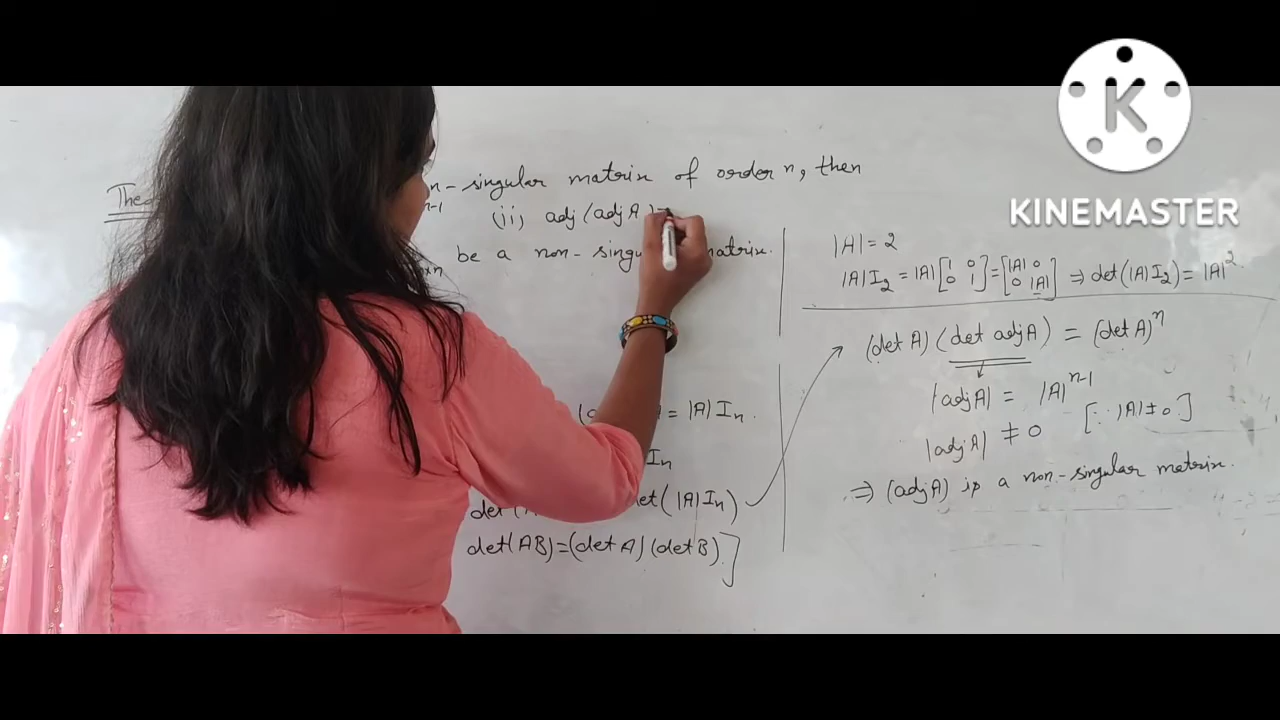 n-singular matrix of order n, then
n-1 (ii) adj(adj A) =
n×n be a non-singular matrix.
= |A| Iₙ.
Iₙ
det( det(|A|Iₙ)
det(AB)=(det A)(det B)]
|A| = 2
|A|I₂ = |A| [1 0 0 1] = [|A| 0 0 |A|] ⇒ det(|A|I₂) = |A|²
(det A)(det adj A) = (det A)ⁿ
|adj A| = |A|ⁿ⁻¹
|adj A| ≠ 0 [∵ |A| ≠ 0]
⇒ (adj A) is a non-singular matrix.
KINEMASTER